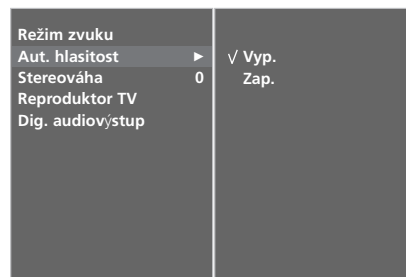 Režim zvuku
Aut. hlasitost ►
Stereováha 0
Reproduktor TV
Dig. audiovýstup
√ Vyp.
Zap.